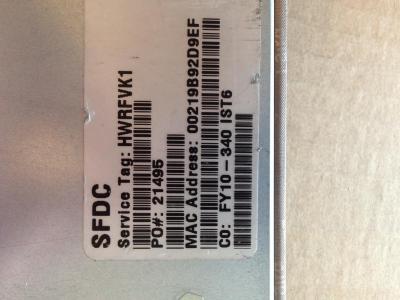 SFDC
Service Tag: HWRFVK1
PO#: 21495
MAC Address: 00219B92D9EF
CO: FY10-340 IST6